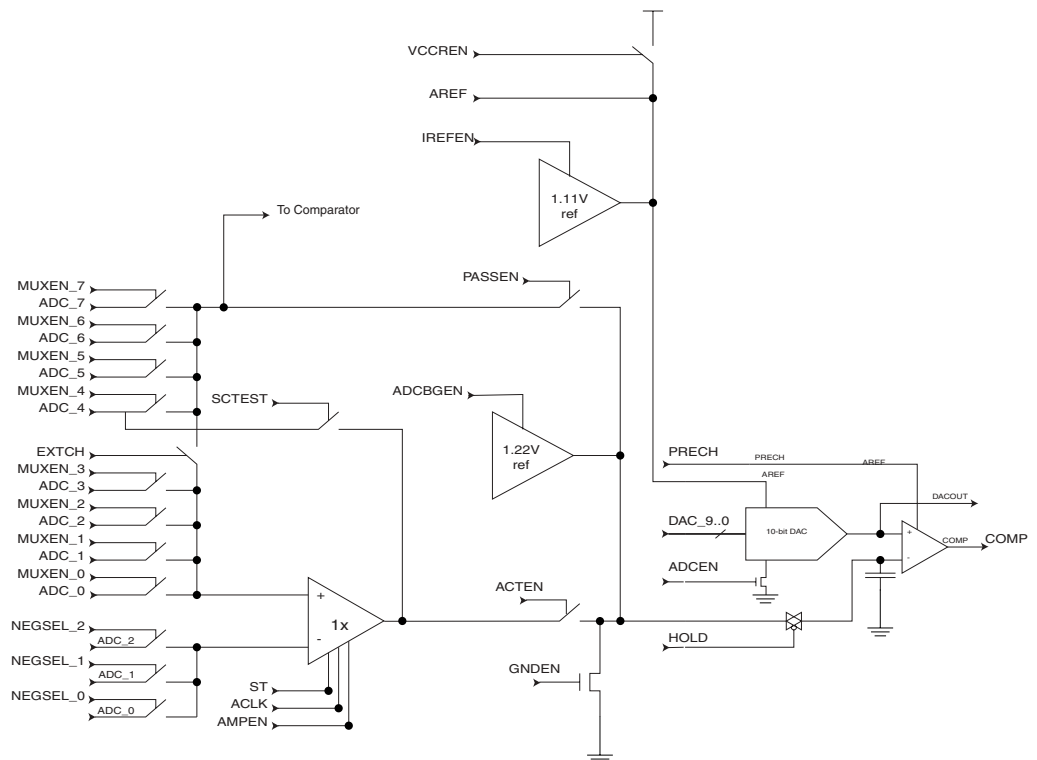 VCCREN
AREF
IREFEN
1.11V
ref
To Comparator
PASSEN
MUXEN_7
ADC_7
MUXEN_6
ADC_6
MUXEN_5
ADC_5
MUXEN_4
ADC_4
SCTEST
ADCBGEN
1.22V
ref
EXTCH
MUXEN_3
ADC_3
MUXEN_2
ADC_2
MUXEN_1
ADC_1
MUXEN_0
ADC_0
PRECH
PRECH
AREF
AREF
DACOUT
DAC_9..0
10-bit DAC
+
-
COMP
COMP
ADCEN
ACTEN
+
1x
-
NEGSEL_2
ADC_2
NEGSEL_1
ADC_1
NEGSEL_0
ADC_0
HOLD
GNDEN
ST
ACLK
AMPEN